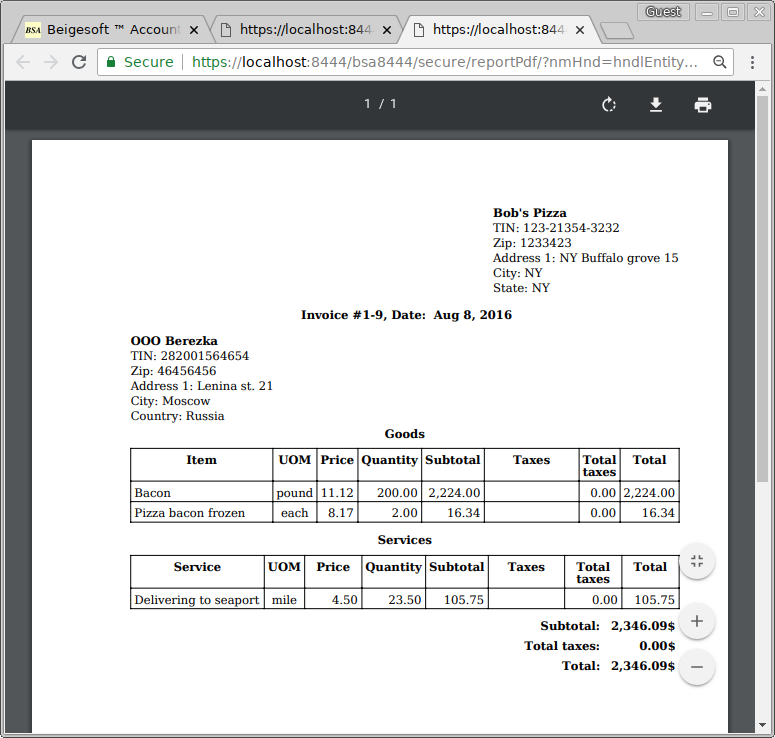 Guest
BSA Beigesoft ™ Account
https://localhost:844
https://localhost:844
Secure https://localhost:8444/bsa8444/secure/reportPdf/?nmHnd=hndlEntity...
1 / 1
Bob's Pizza
TIN: 123-21354-3232
Zip: 1233423
Address 1: NY Buffalo grove 15
City: NY
State: NY
Invoice #1-9, Date: Aug 8, 2016
OOO Berezka
TIN: 282001564654
Zip: 46456456
Address 1: Lenina st. 21
City: Moscow
Country: Russia
Goods
Item UOM Price Quantity Subtotal Taxes Total taxes Total
Bacon pound 11.12 200.00 2,224.00 0.00 2,224.00
Pizza bacon frozen each 8.17 2.00 16.34 0.00 16.34
Services
Service UOM Price Quantity Subtotal Taxes Total taxes Total
Delivering to seaport mile 4.50 23.50 105.75 0.00 105.75
Subtotal: 2,346.09$
Total taxes: 0.00$
Total: 2,346.09$